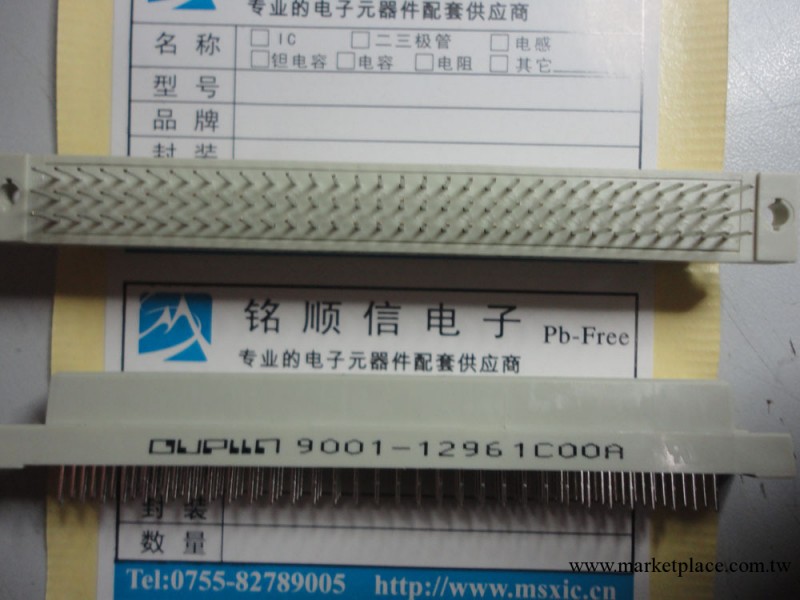 专业的电子元器件配套供应商
名称 IC 二三极管 电感
钽电容 电容 电阻 其它
型号
品牌
封装
铭顺信电子 Pb-Free
专业的电子元器件配套供应商
OUPIIN 9001-12961C00A
封装
数量
Tel:0755-82789005 http://www.msxic.cn
www.marketplace.com.tw